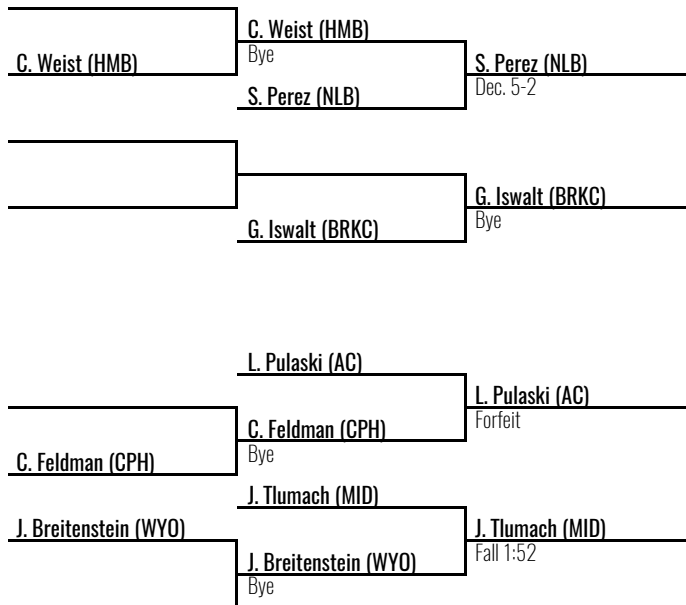 C. Weist (HMB)
C. Weist (HMB)
Bye
S. Perez (NLB)
S. Perez (NLB)
Dec. 5-2
G. Iswalt (BRKC)
G. Iswalt (BRKC)
Bye
L. Pulaski (AC)
L. Pulaski (AC)
Forfeit
C. Feldman (CPH)
Bye
C. Feldman (CPH)
J. Tlumach (MID)
J. Breitenstein (WYO)
J. Tlumach (MID)
Fall 1:52
J. Breitenstein (WYO)
Bye